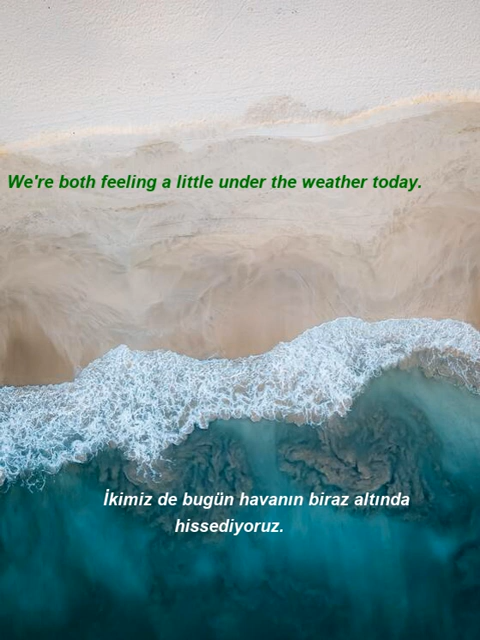 We're both feeling a little under the weather today.
İkimiz de bugün havanın biraz altında
hissediyoruz.